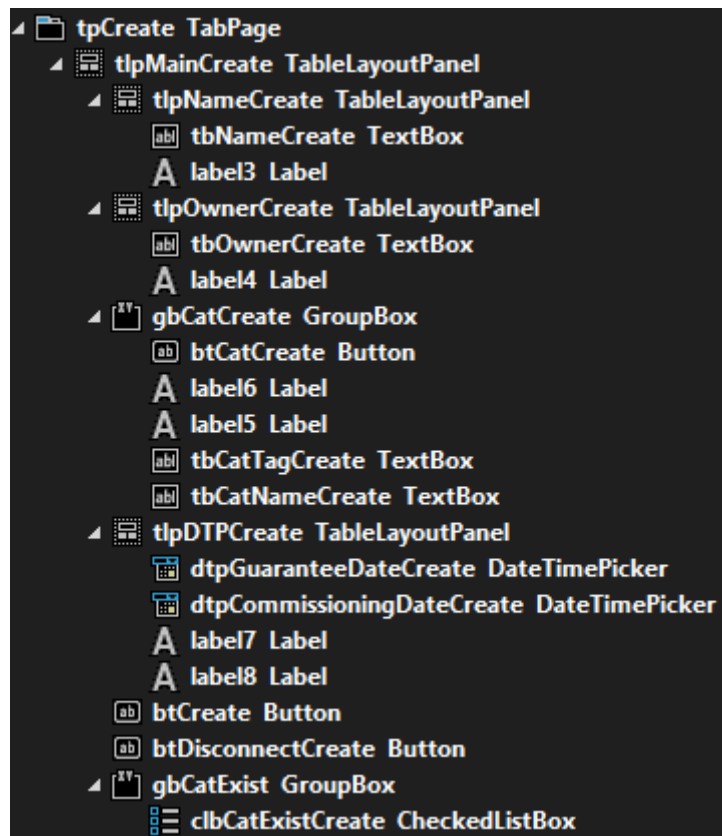 tpCreate TabPage
tlpMainCreate TableLayoutPanel
tlpNameCreate TableLayoutPanel
tbNameCreate TextBox
label3 Label
tlpOwnerCreate TableLayoutPanel
tbOwnerCreate TextBox
label4 Label
gbCatCreate GroupBox
btCatCreate Button
label6 Label
label5 Label
tbCatTagCreate TextBox
tbCatNameCreate TextBox
tlpDTPCreate TableLayoutPanel
dtpGuaranteeDateCreate DateTimePicker
dtpCommissioningDateCreate DateTimePicker
label7 Label
label8 Label
btCreate Button
btDisconnectCreate Button
gbCatExist GroupBox
clbCatExistCreate CheckedListBox